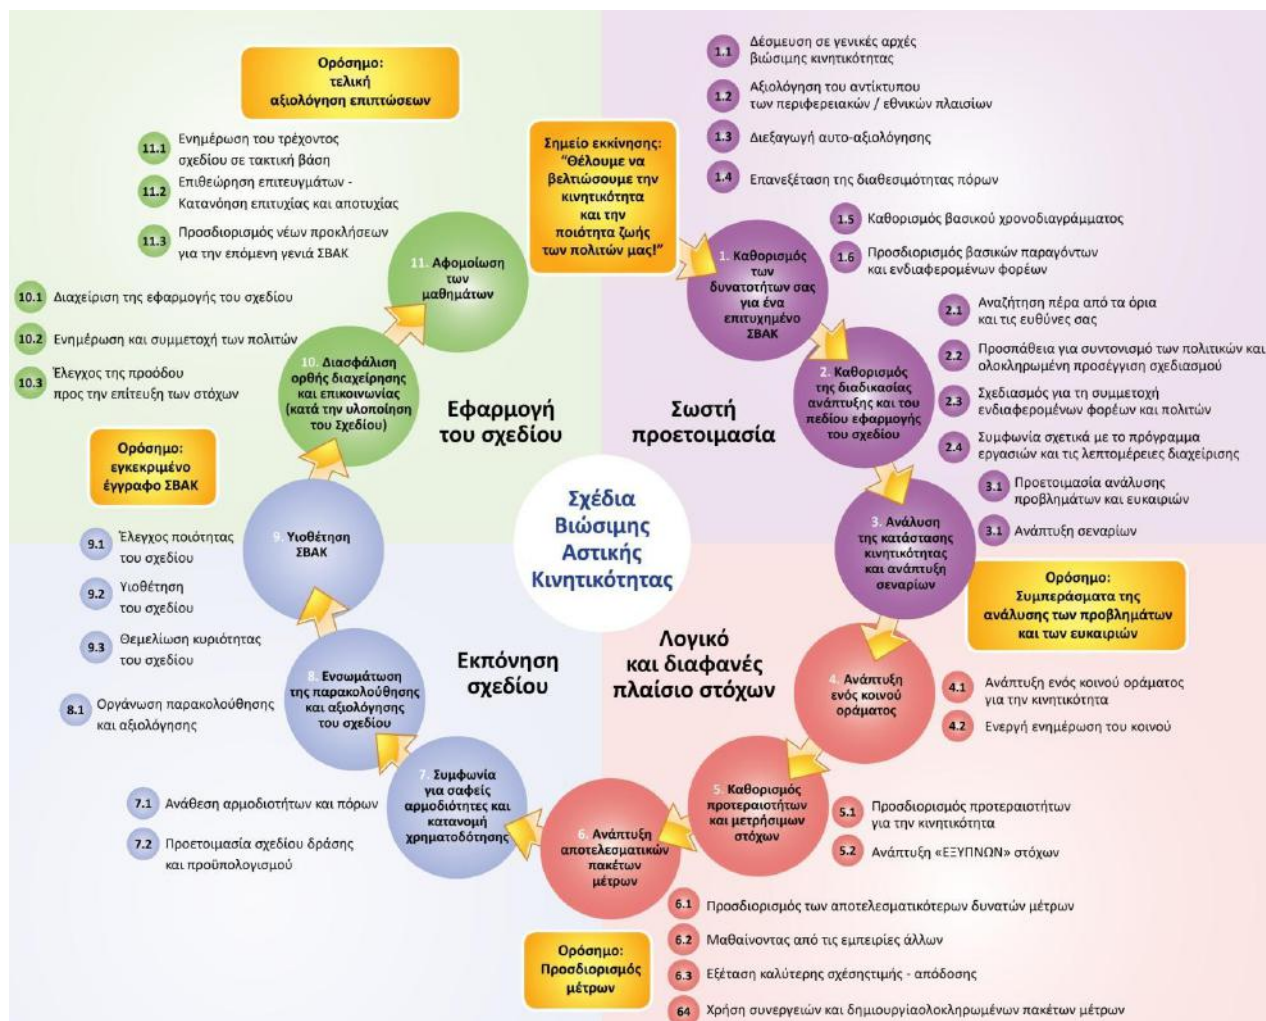 Ορόσημο:
τελική
αξιολόγηση επιπτώσεων
11.1 Ενημέρωση του τρέχοντος
σχεδίου σε τακτική βάση
11.2 Επιθεώρηση επιτευγμάτων -
Κατανόηση επιτυχίας και αποτυχίας
11.3 Προσδιορισμός νέων προκλήσεων
για την επόμενη γενιά ΣΒΑΚ
Σημείο εκκίνησης:
“Θέλουμε να
βελτιώσουμε την
κινητικότητα
και την
ποιότητα ζωής
των πολιτών μας!”
1.1 Δέσμευση σε γενικές αρχές
βιώσιμης κινητικότητας
1.2 Αξιολόγηση του αντίκτυπου
των περιφερειακών / εθνικών πλαισίων
1.3 Διεξαγωγή αυτο-αξιολόγησης
1.4 Επανεξέταση της διαθεσιμότητας πόρων
1.5 Καθορισμός βασικού χρονοδιαγράμματος
1.6 Προσδιορισμός βασικών παραγόντων
και ενδιαφερομένων φορέων
1. Καθορισμός
των
δυνατοτήτων σας
για ένα
επιτυχημένο
ΣΒΑΚ
2.1 Αναζήτηση πέρα από τα όρια
και τις ευθύνες σας
2.2 Προσπάθεια για συντονισμό των πολιτικών και
ολοκληρωμένη προσέγγιση σχεδιασμού
2.3 Σχεδιασμός για τη συμμετοχή
ενδιαφερομένων φορέων και πολιτών
2.4 Συμφωνία σχετικά με το πρόγραμμα
εργασιών και τις λεπτομέρειες διαχείρισης
2. Καθορισμός
της διαδικασίας
ανάπτυξης και του
πεδίου εφαρμογής
του σχεδίου
3.1 Προετοιμασία ανάλυσης
προβλημάτων και ευκαιριών
3.1 Ανάπτυξη σεναρίων
3. Ανάλυση
της κατάστασης
κινητικότητας
και ανάπτυξη
σεναρίων
Ορόσημο:
Συμπεράσματα της
ανάλυσης των προβλημάτων
και των ευκαιριών
11. Αφομοίωση
των
μαθημάτων
10.1 Διαχείριση της εφαρμογής του σχεδίου
10.2 Ενημέρωση και συμμετοχή των πολιτών
10.3 Έλεγχος της προόδου
προς την επίτευξη των στόχων
10. Διασφάλιση
ορθής διαχείρησης
και επικοινωνίας
(κατά την υλοποίηση
του Σχεδίου)
Εφαρμογή
του σχεδίου
Σωστή
προετοιμασία
Ορόσημο:
εγκεκριμένο
έγγραφο ΣΒΑΚ
9.1 Έλεγχος ποιότητας
του σχεδίου
9.2 Υιοθέτηση
του σχεδίου
9.3 Θεμελίωση κυριότητας
του σχεδίου
9. Υιοθέτηση
ΣΒΑΚ
Σχέδια
Βιώσιμης
Αστικής
Κινητικότητας
Εκπόνηση
σχεδίου
Λογικό
και διαφανές
πλαίσιο στόχων
8. Ενσωμάτωση
της παρακολούθησης
και αξιολόγησης
του σχεδίου
8.1 Οργάνωση παρακολούθησης
και αξιολόγησης
4. Ανάπτυξη
ενός κοινού
οράματος
4.1 Ανάπτυξη ενός κοινού οράματος
για την κινητικότητα
4.2 Ενεργή ενημέρωση του κοινού
7. Συμφωνία
για σαφείς
αρμοδιότητες και
κατανομή
χρηματοδότησης
7.1 Ανάθεση αρμοδιοτήτων και πόρων
7.2 Προετοιμασία σχεδίου δράσης
και προϋπολογισμού
5. Καθορισμός
προτεραιοτήτων
και μετρήσιμων
στόχων
5.1 Προσδιορισμός προτεραιοτήτων
για την κινητικότητα
5.2 Ανάπτυξη «ΕΞΥΠΝΩΝ» στόχων
6. Ανάπτυξη
αποτελεσματικών
πακέτων
μέτρων
6.1 Προσδιορισμός των αποτελεσματικότερων δυνατών μέτρων
6.2 Μαθαίνοντας από τις εμπειρίες άλλων
6.3 Εξέταση καλύτερης σχέσηςτιμής - απόδοσης
64 Χρήση συνεργειών και δημιουργίαολοκληρωμένων πακέτων μέτρων
Ορόσημο:
Προσδιορισμός
μέτρων